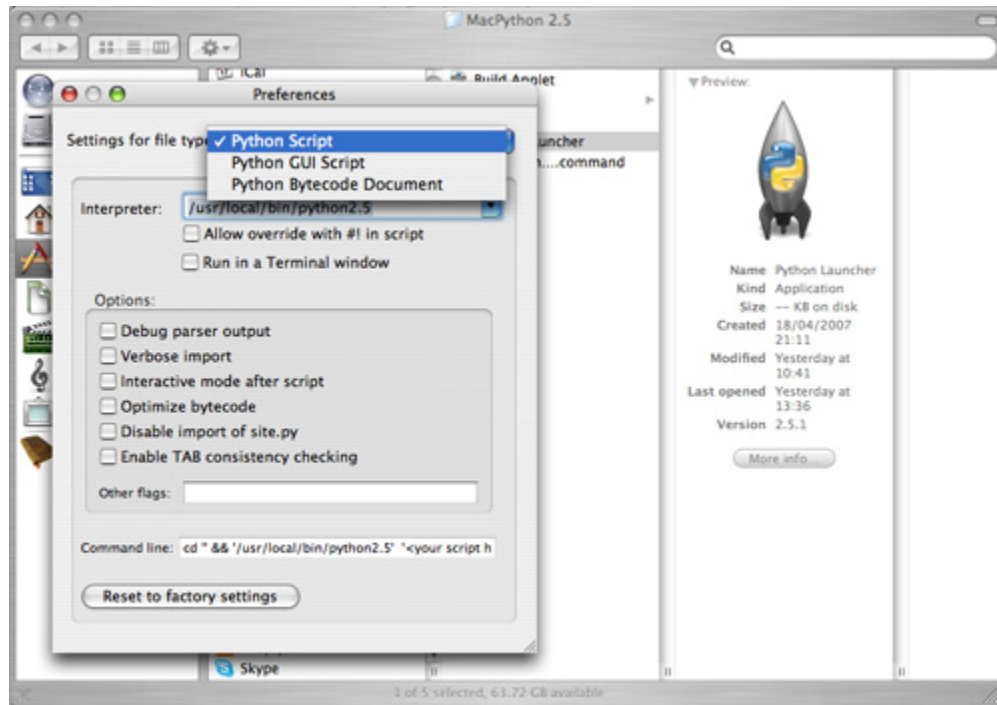 MacPython 2.5
iCal
Build Applet
Preview:
Preferences
Settings for file type
Python Script
Python GUI Script
Python Bytecode Document
uncher
n....command
Interpreter: /usr/local/bin/python2.5
Allow override with #! in script
Run in a Terminal window
Options:
Debug parser output
Verbose import
Interactive mode after script
Optimize bytecode
Disable import of site.py
Enable TAB consistency checking
Other flags:
Command line: cd '' && '/usr/local/bin/python2.5' '<your script h
Reset to factory settings
Skype
Name Python Launcher
Kind Application
Size -- KB on disk
Created 18/04/2007
21:11
Modified Yesterday at
10:41
Last opened Yesterday at
13:36
Version 2.5.1
More info...
1 of 5 selected, 63.72 GB available